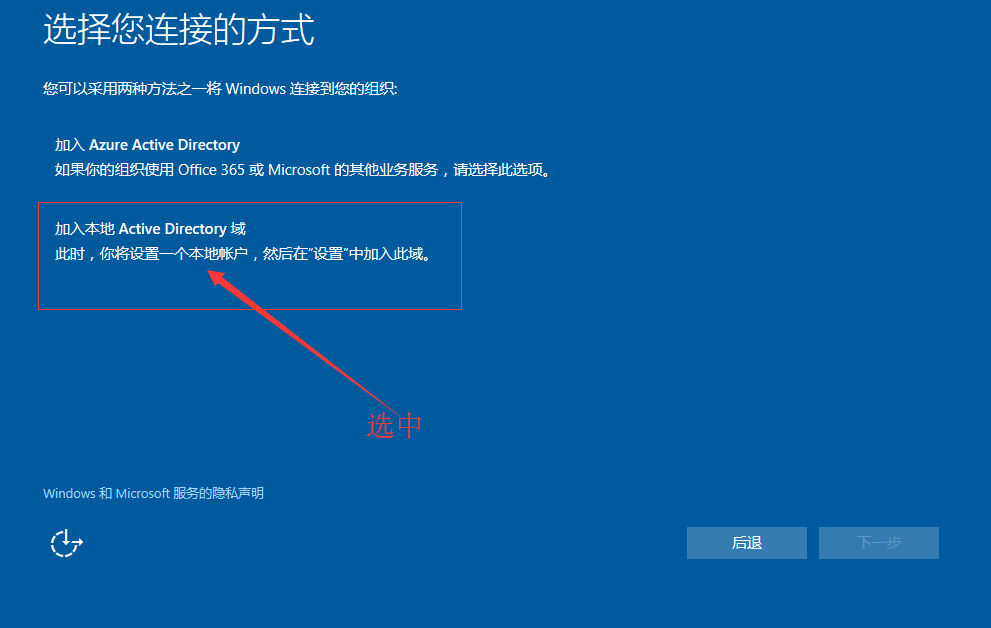 选择您连接的方式
您可以采用两种方法之一将 Windows 连接到您的组织:
加入 Azure Active Directory
如果你的组织使用 Office 365 或 Microsoft 的其他业务服务，请选择此选项。
加入本地 Active Directory 域
此时，你将设置一个本地帐户，然后在“设置”中加入此域。
选中
Windows 和 Microsoft 服务的隐私声明
后退
下一步